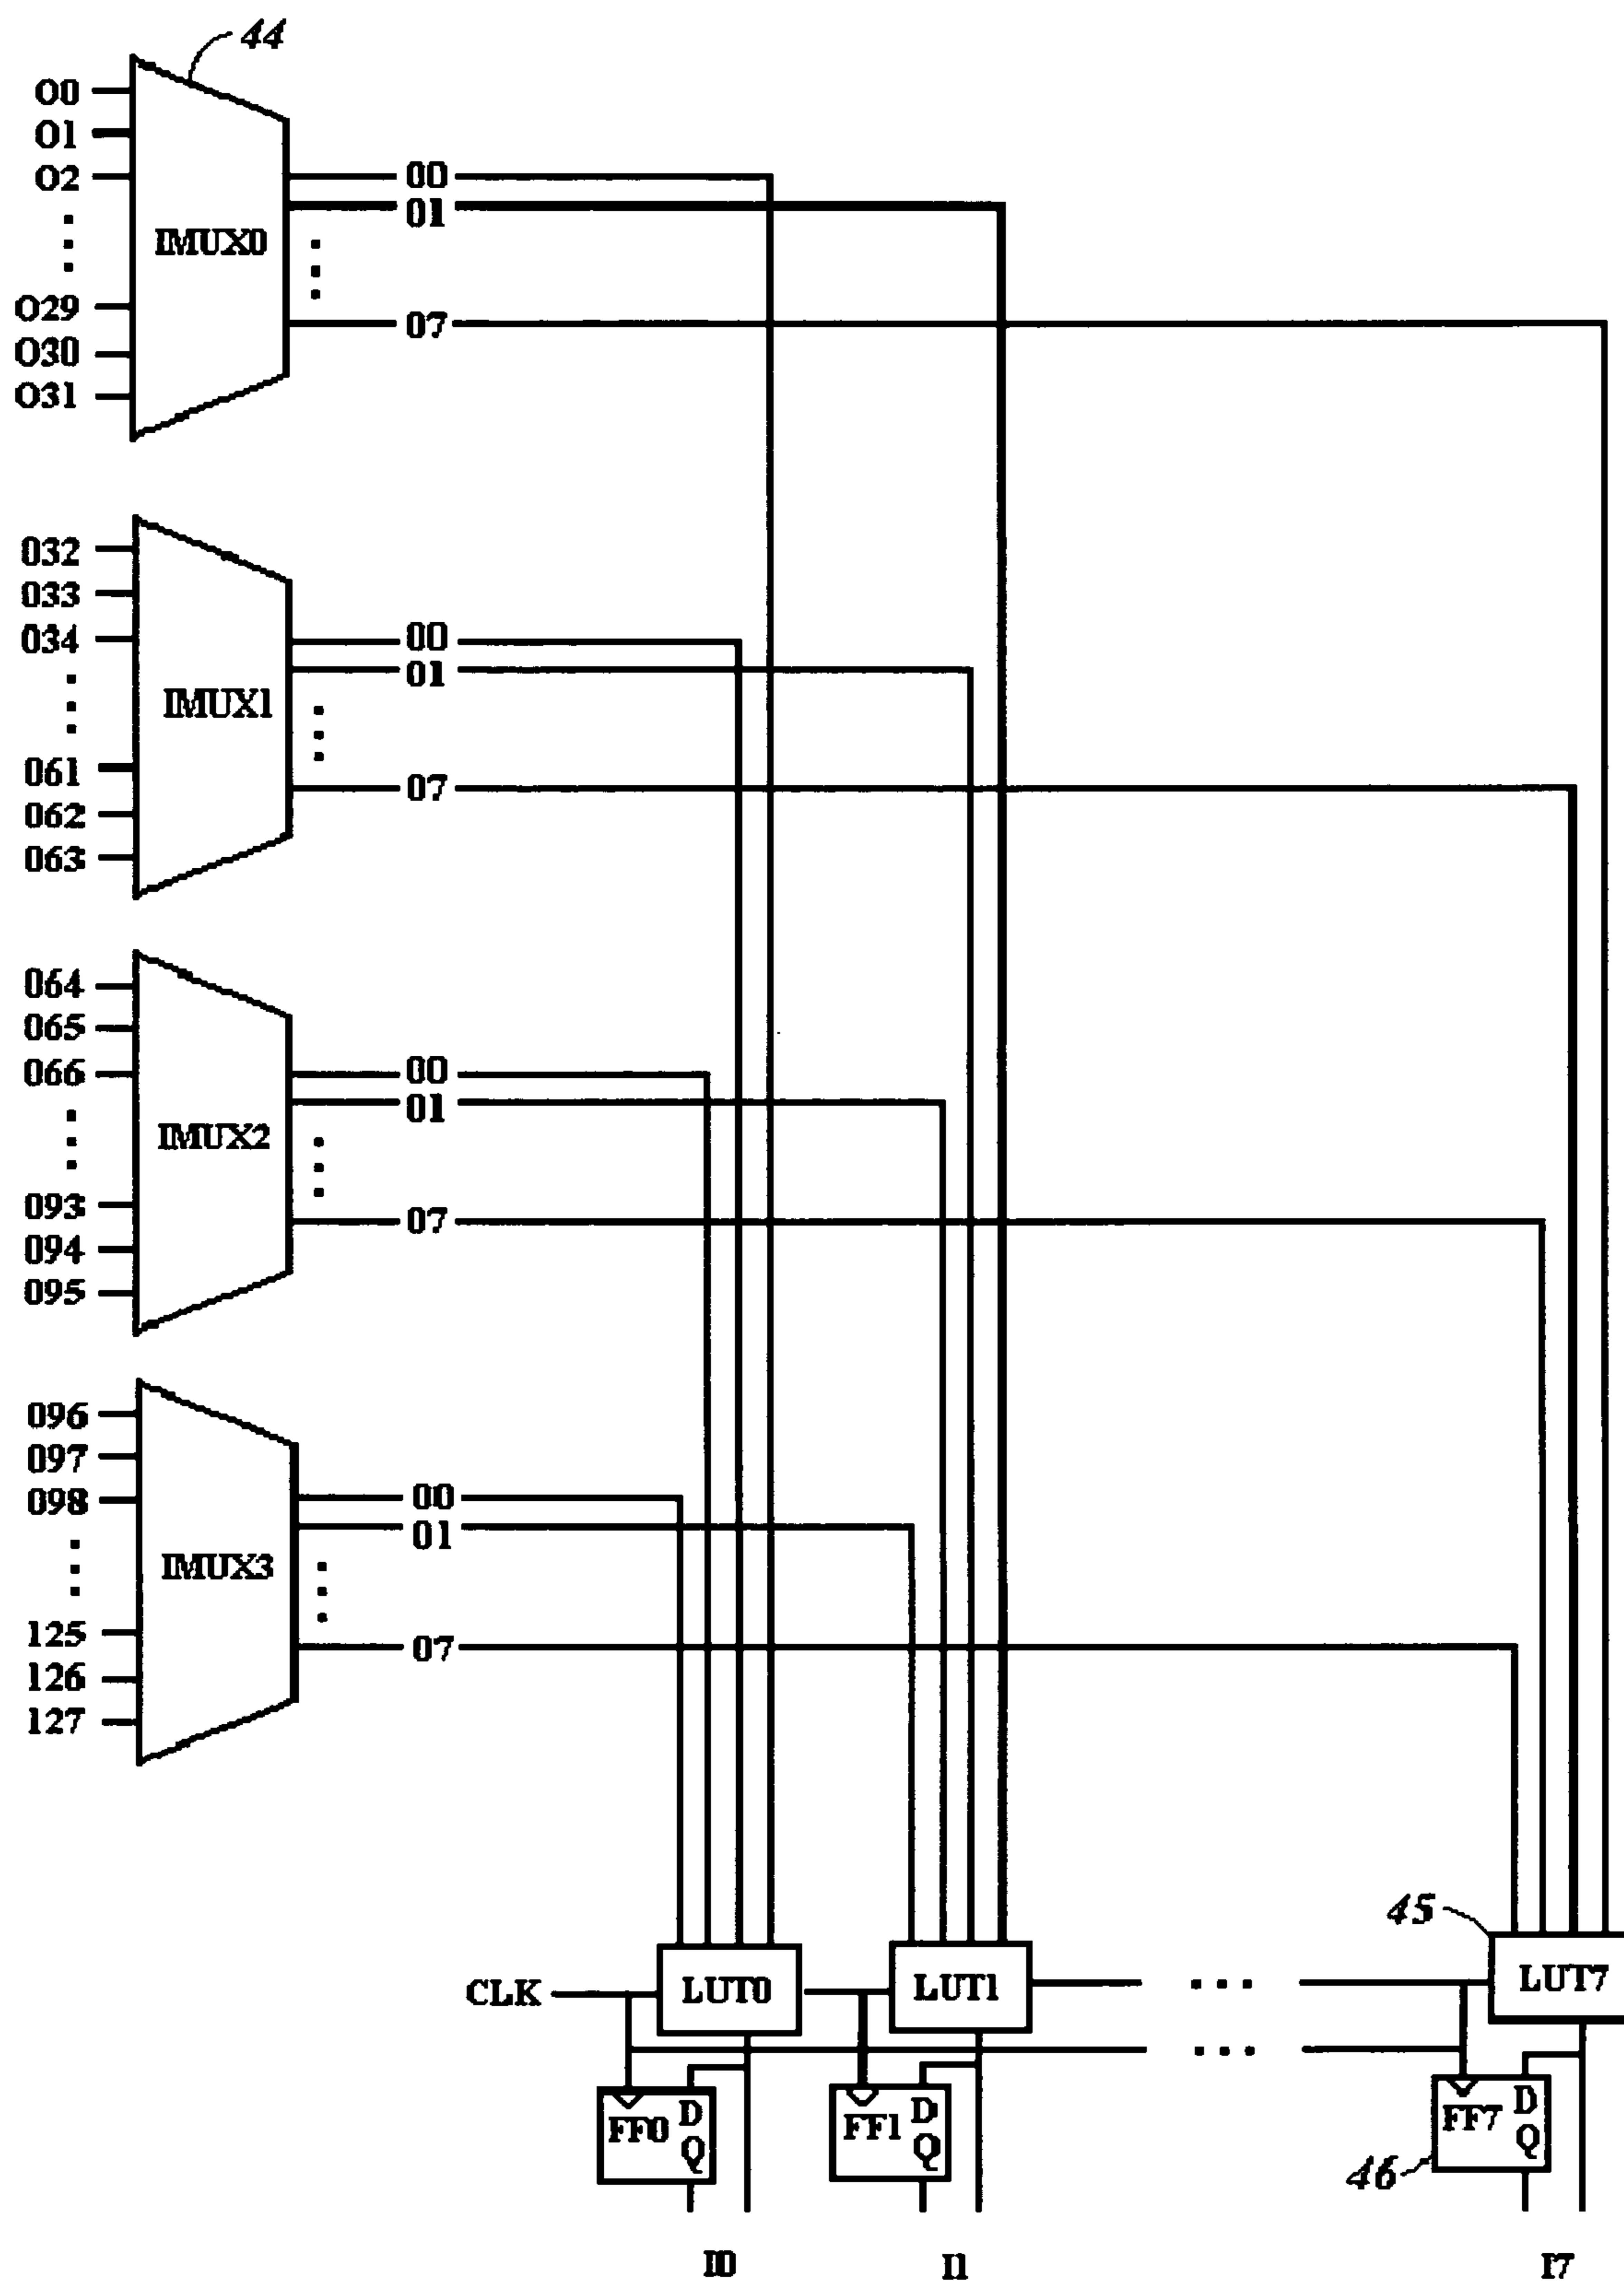 44
O0
O1
O2
IMUX0
O29
O30
O31
00
01
07
032
033
034
IMUX1
061
062
063
00
01
07
064
065
066
IMUX2
093
094
095
00
01
07
096
097
098
IMUX3
125
126
127
00
01
07
45
CLK
LUT0
LUT1
...
LUT7
...
FF0 D Q
FF1 D Q
FF7 D Q
46
I0
I1
I7